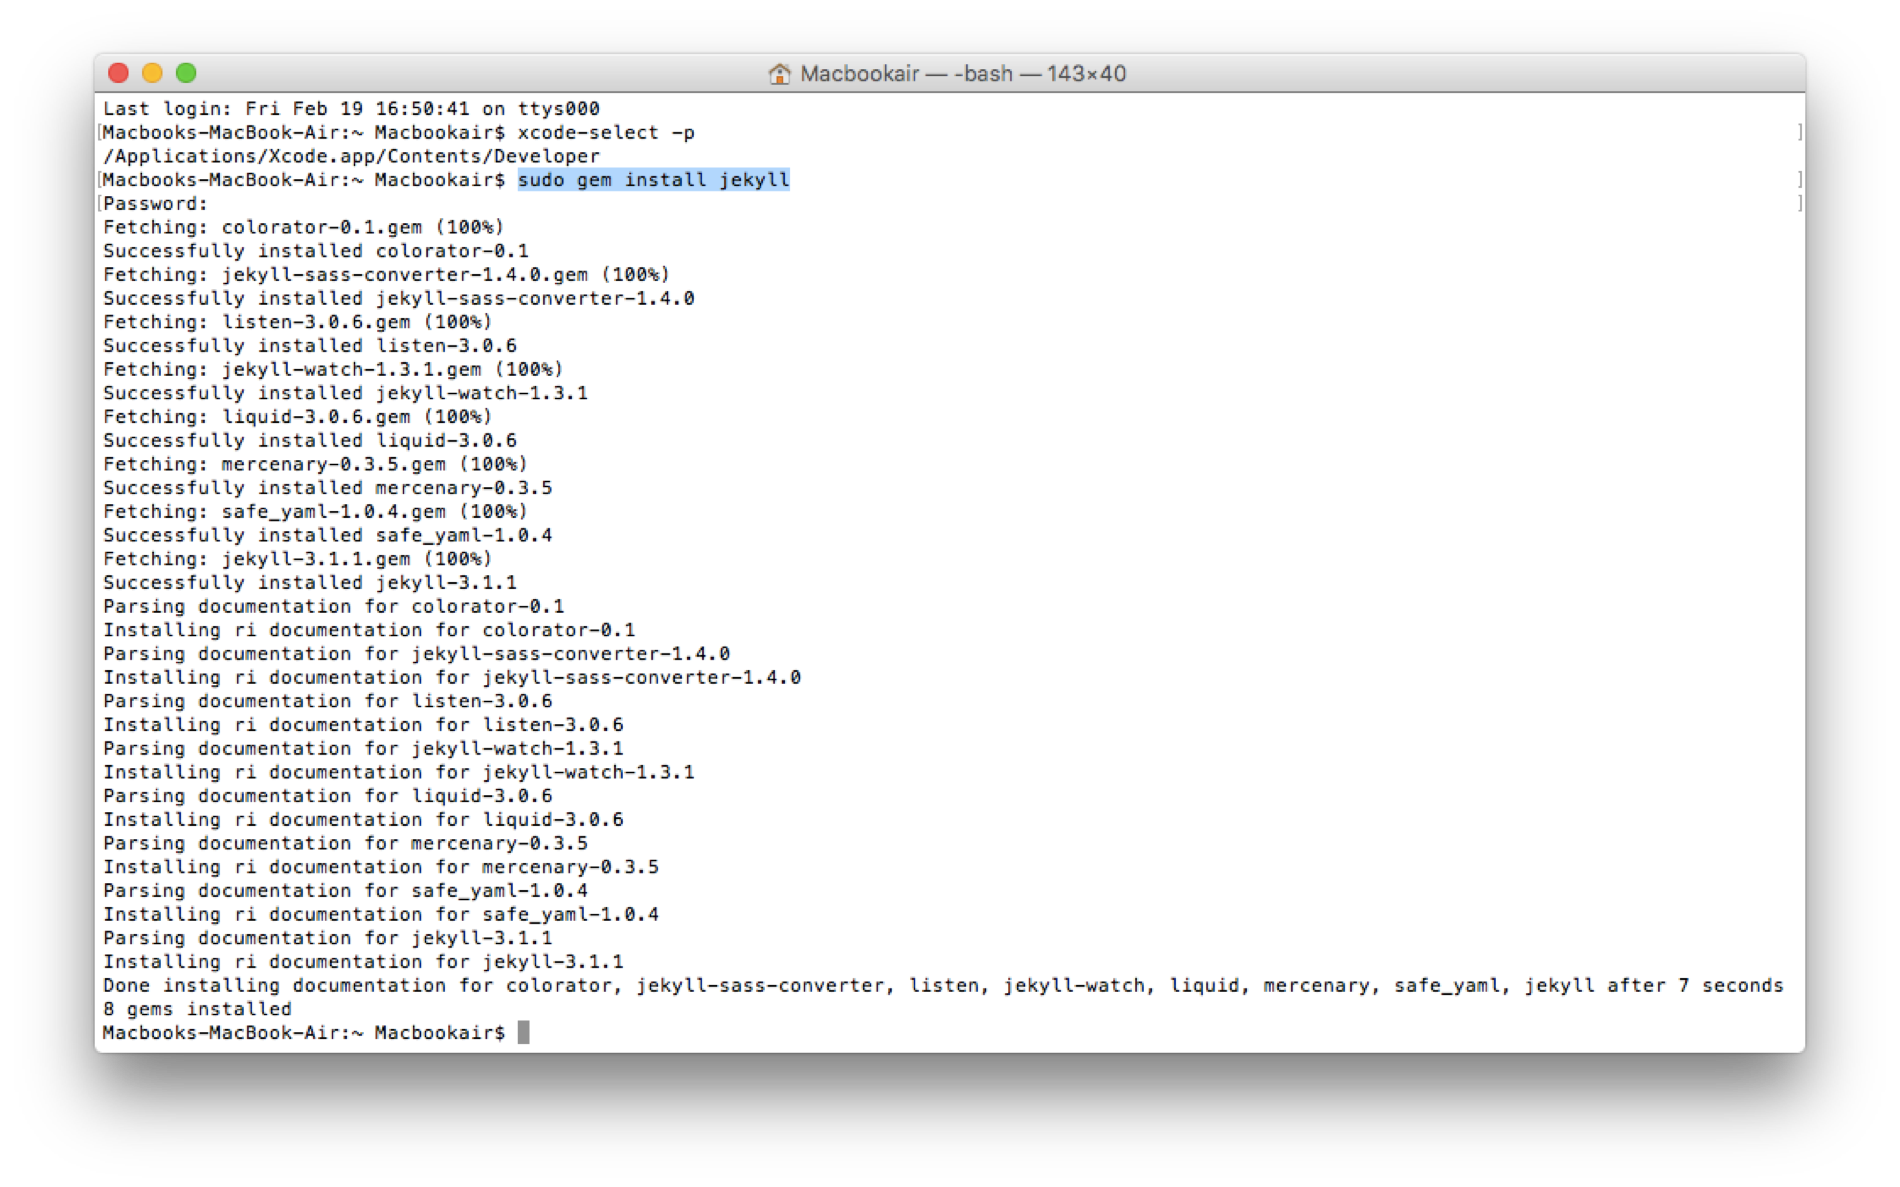 Macbookair — -bash — 143×40
Last login: Fri Feb 19 16:50:41 on ttys000
[Macbooks-MacBook-Air:~ Macbookair$ xcode-select -p ]
/Applications/Xcode.app/Contents/Developer
[Macbooks-MacBook-Air:~ Macbookair$ sudo gem install jekyll ]
[Password: ]
Fetching: colorator-0.1.gem (100%)
Successfully installed colorator-0.1
Fetching: jekyll-sass-converter-1.4.0.gem (100%)
Successfully installed jekyll-sass-converter-1.4.0
Fetching: listen-3.0.6.gem (100%)
Successfully installed listen-3.0.6
Fetching: jekyll-watch-1.3.1.gem (100%)
Successfully installed jekyll-watch-1.3.1
Fetching: liquid-3.0.6.gem (100%)
Successfully installed liquid-3.0.6
Fetching: mercenary-0.3.5.gem (100%)
Successfully installed mercenary-0.3.5
Fetching: safe_yaml-1.0.4.gem (100%)
Successfully installed safe_yaml-1.0.4
Fetching: jekyll-3.1.1.gem (100%)
Successfully installed jekyll-3.1.1
Parsing documentation for colorator-0.1
Installing ri documentation for colorator-0.1
Parsing documentation for jekyll-sass-converter-1.4.0
Installing ri documentation for jekyll-sass-converter-1.4.0
Parsing documentation for listen-3.0.6
Installing ri documentation for listen-3.0.6
Parsing documentation for jekyll-watch-1.3.1
Installing ri documentation for jekyll-watch-1.3.1
Parsing documentation for liquid-3.0.6
Installing ri documentation for liquid-3.0.6
Parsing documentation for mercenary-0.3.5
Installing ri documentation for mercenary-0.3.5
Parsing documentation for safe_yaml-1.0.4
Installing ri documentation for safe_yaml-1.0.4
Parsing documentation for jekyll-3.1.1
Installing ri documentation for jekyll-3.1.1
Done installing documentation for colorator, jekyll-sass-converter, listen, jekyll-watch, liquid, mercenary, safe_yaml, jekyll after 7 seconds
8 gems installed
Macbooks-MacBook-Air:~ Macbookair$